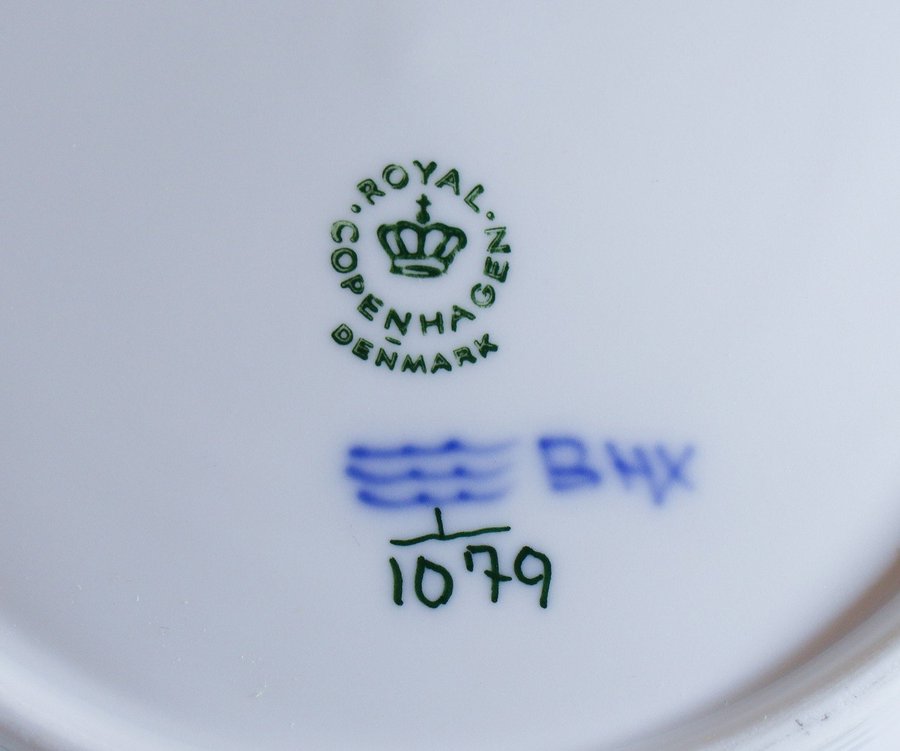 ROYAL
COPENHAGEN
DENMARK
BHX
1
1079